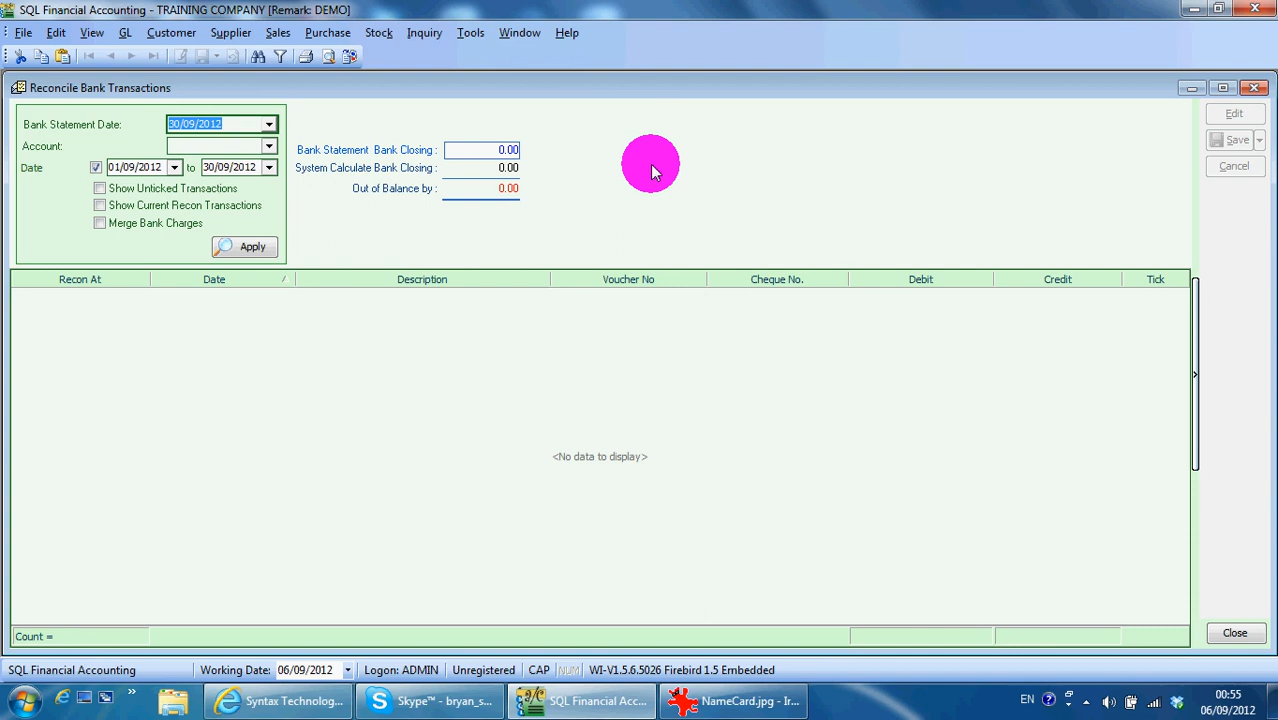 SQL Financial Accounting - TRAINING COMPANY [Remark: DEMO]
File Edit View GL Customer Supplier Sales Purchase Stock Inquiry Tools Window Help
Reconcile Bank Transactions
Bank Statement Date: 30/09/2012
Account:
Date 01/09/2012 to 30/09/2012
Show Unticked Transactions
Show Current Recon Transactions
Merge Bank Charges
Apply
Bank Statement Bank Closing : 0.00
System Calculate Bank Closing : 0.00
Out of Balance by : 0.00
Edit
Save
Cancel
Recon At Date Description Voucher No Cheque No. Debit Credit Tick
<No data to display>
Count =
Close
SQL Financial Accounting Working Date: 06/09/2012 Logon: ADMIN Unregistered CAP NUM WI-V1.5.6.5026 Firebird 1.5 Embedded
Syntax Technolog... Skype™ - bryan_s... SQL Financial Acc... NameCard.jpg - Ir... EN 00:55
06/09/2012